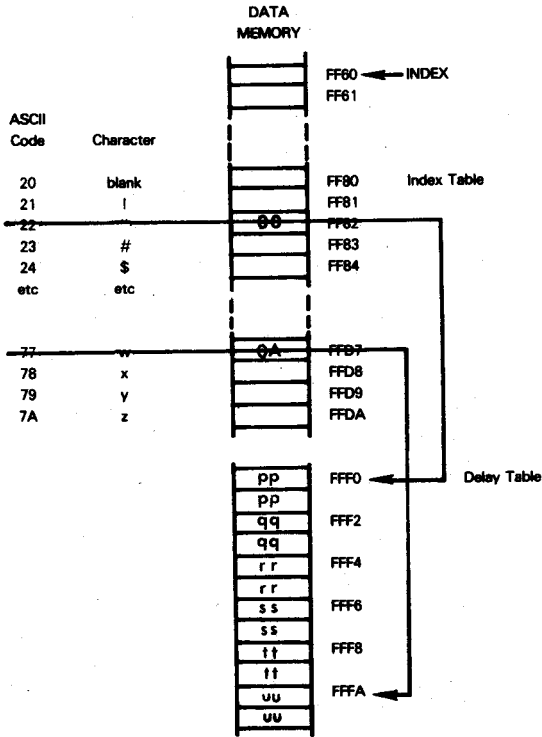 DATA
MEMORY
FF60 INDEX
FF61
ASCII
Code Character
20 blank FF80 Index Table
21 ! FF81
22 " 00 FF82
23 # FF83
24 $ FF84
etc etc
77 w 0A FFD7
78 x FFD8
79 y FFD9
7A z FFDA
pp FFF0 Delay Table
pp
qq FFF2
qq
rr FFF4
rr
ss FFF6
ss
tt FFF8
tt
uu FFFA
uu